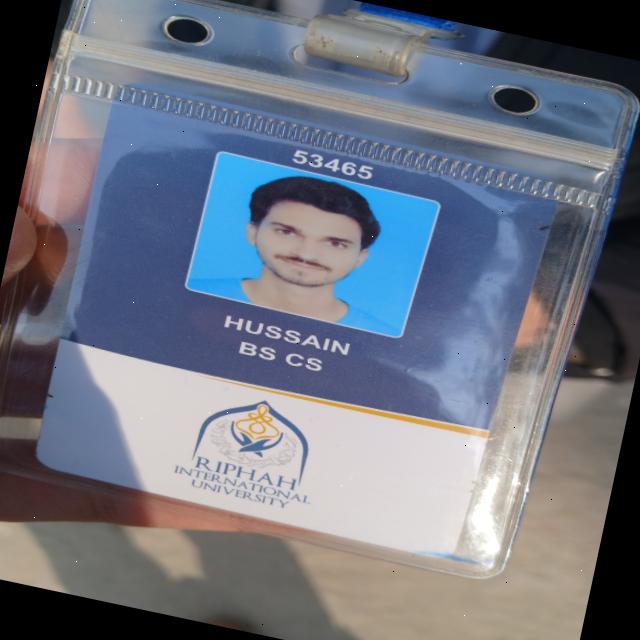 53465
HUSSAIN
BS CS
RIPHAH
INTERNATIONAL
UNIVERSITY